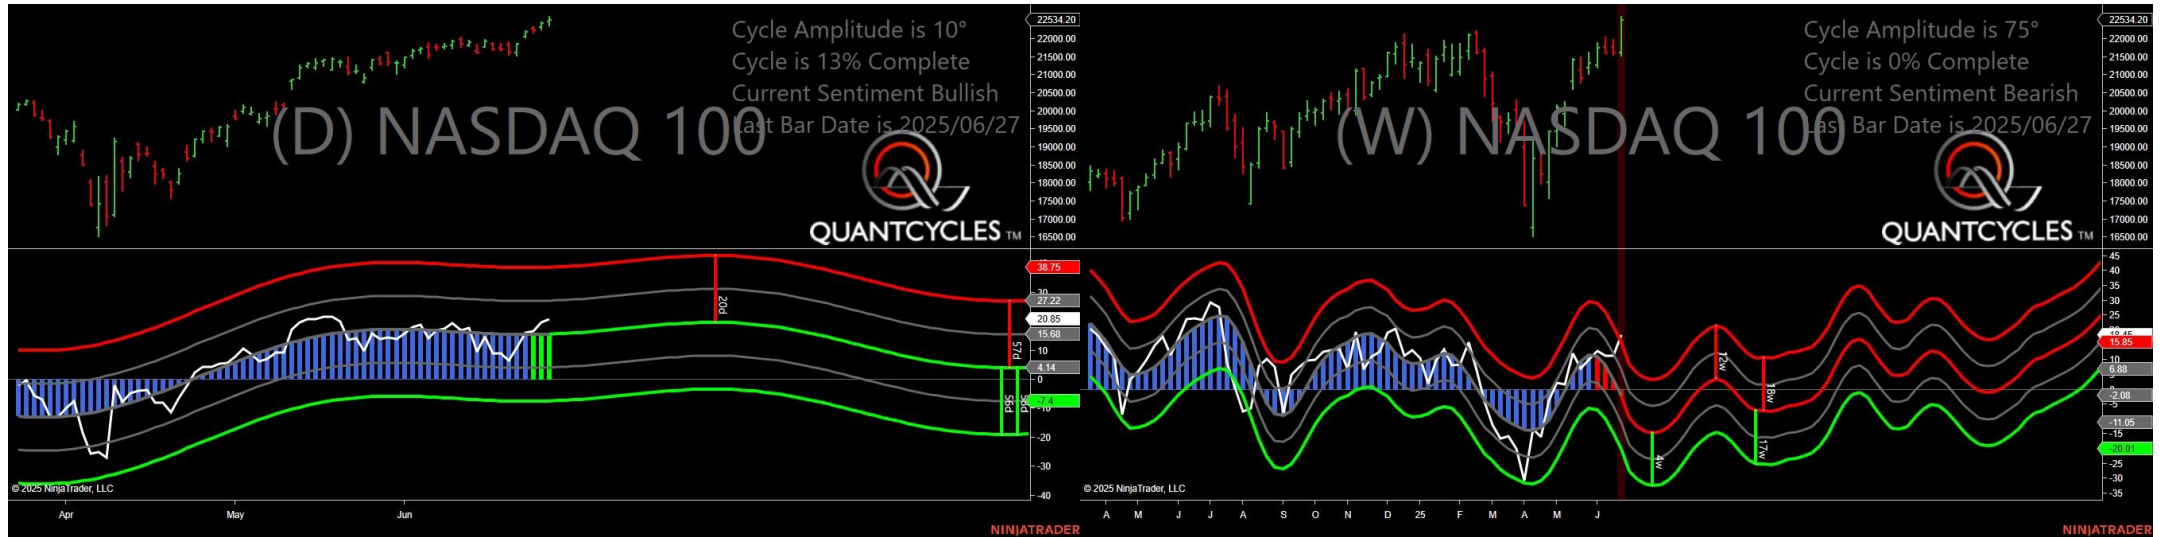 Cycle Amplitude is 10°
Cycle is 13% Complete
Current Sentiment Bullish
Last Bar Date is 2025/06/27
(D) NASDAQ 100
QUANTCYCLES TM
22534.20
22000.00
21500.00
21000.00
20500.00
20000.00
19500.00
19000.00
18500.00
18000.00
17500.00
17000.00
16500.00
38.75
30
27.22
20.85
15.68
10
4.14
0
-7.4
-10
-20
-30
-40
20d
57d
56d
© 2025 NinjaTrader, LLC
Apr May Jun
NINJATRADER
Cycle Amplitude is 75°
Cycle is 0% Complete
Current Sentiment Bearish
Last Bar Date is 2025/06/27
(W) NASDAQ 100
QUANTCYCLES TM
22534.20
22000.00
21500.00
21000.00
20500.00
20000.00
19500.00
19000.00
18500.00
18000.00
17500.00
17000.00
16500.00
45
40
35
30
25
18.45
15.85
10
6.88
-2.08
-5
-11.05
-15
-20.01
-25
-30
-35
4w
12w
17w
18w
© 2025 NinjaTrader, LLC
A M J J A S O N D 25 F M A M J
NINJATRADER